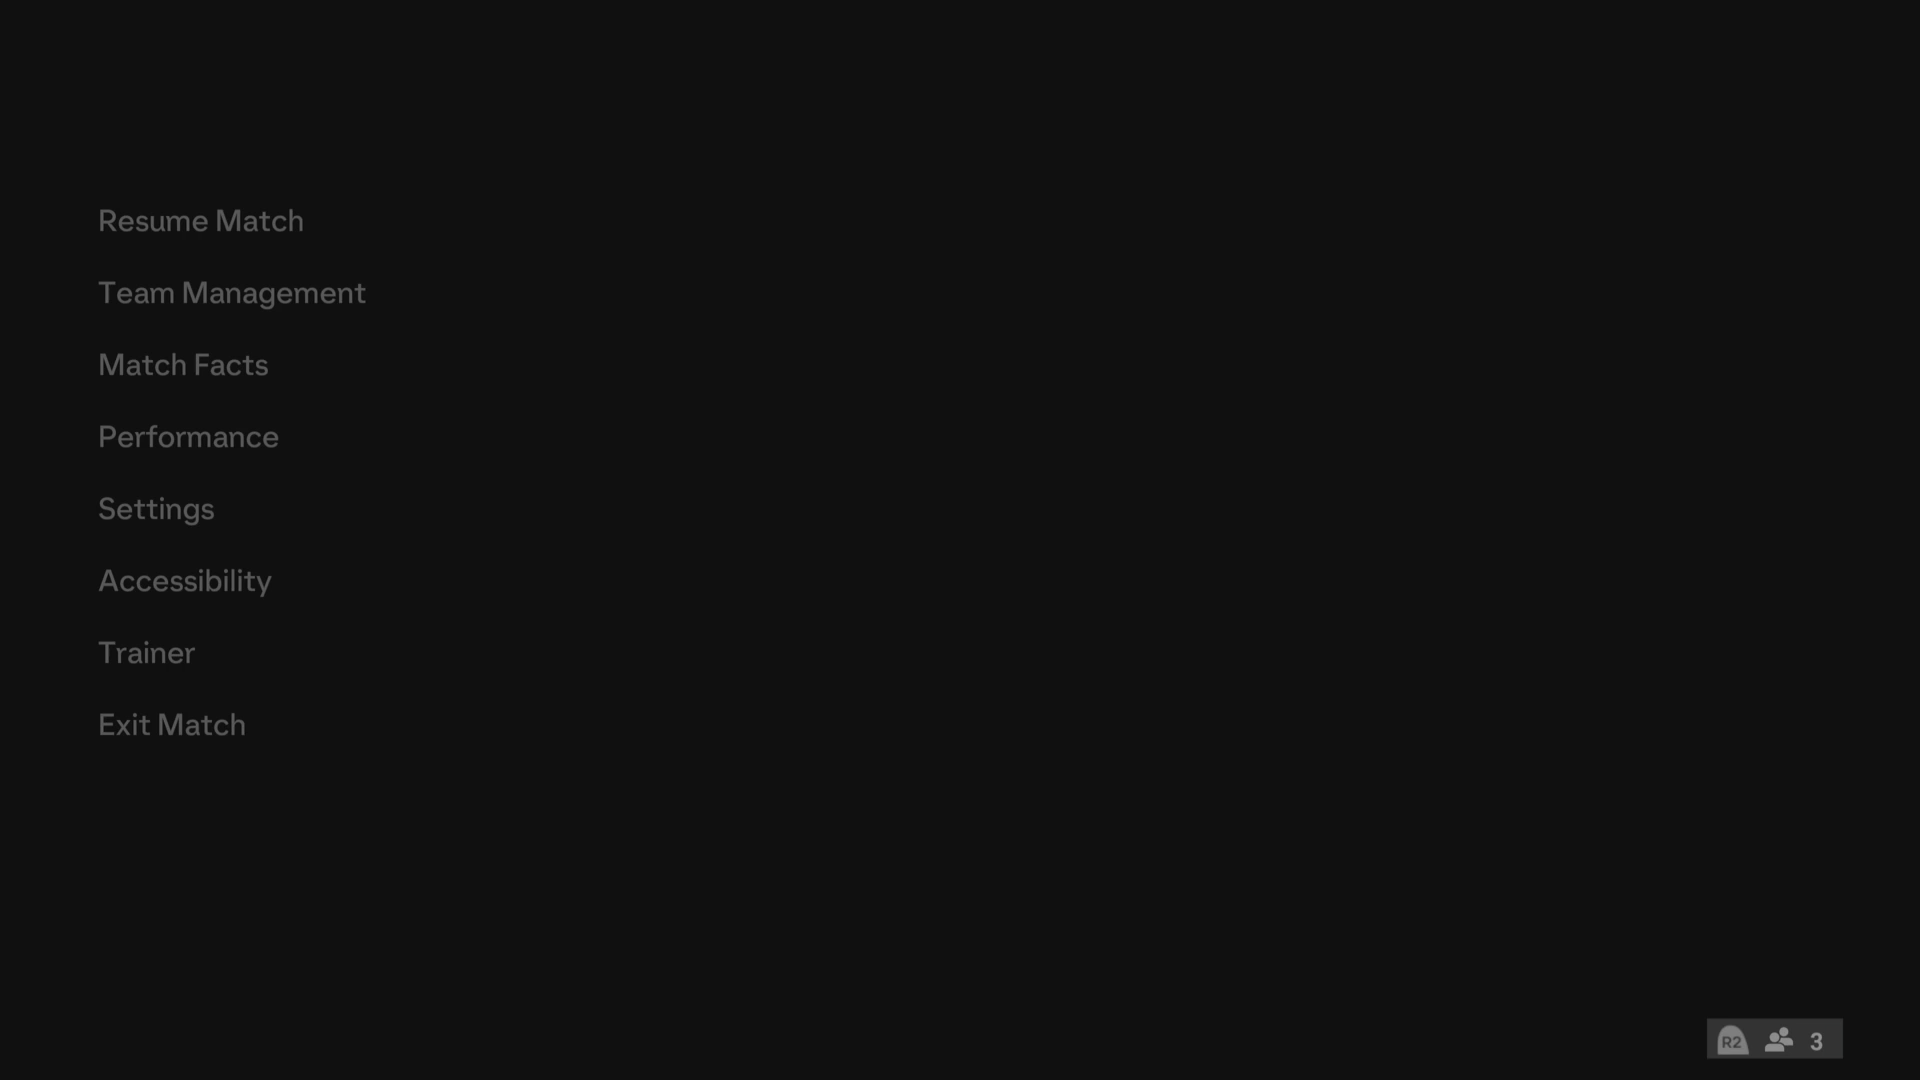 Resume Match
Team Management
Match Facts
Performance
Settings
Accessibility
Trainer
Exit Match
R2 3